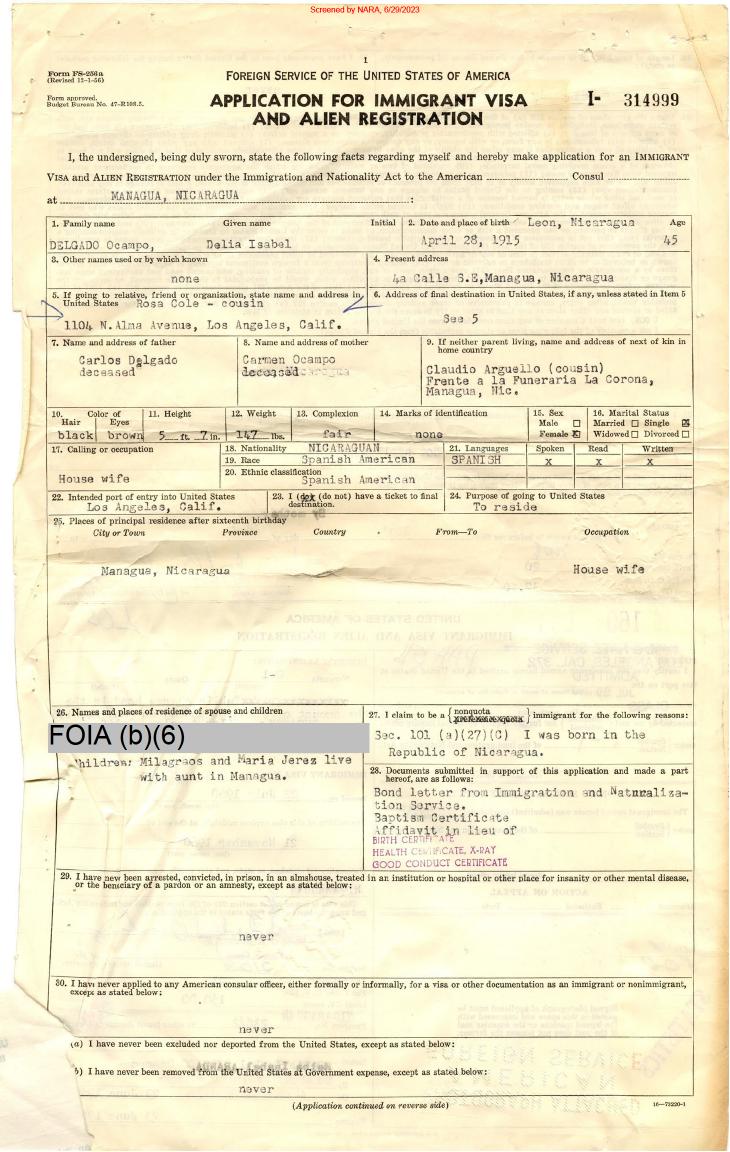 Screened by NARA, 6/29/2023
1
Form FS-256a
(Revised 12-1-56)
Form approved.
Budget Bureau No. 47-R108.5.
FOREIGN SERVICE OF THE UNITED STATES OF AMERICA
APPLICATION FOR IMMIGRANT VISA
AND ALIEN REGISTRATION
I- 314999
I, the undersigned, being duly sworn, state the following facts regarding myself and hereby make application for an IMMIGRANT
VISA and ALIEN REGISTRATION under the Immigration and Nationality Act to the American Consul
at MANAGUA, NICARAGUA :
1. Family name Given name Initial
DELGADO Ocampo, Delia Isabel
2. Date and place of birth Leon, Nicaragua Age
April 28, 1915 45
3. Other names used or by which known
none
4. Present address
4a Calle S.E,Managua, Nicaragua
5. If going to relative, friend or organization, state name and address in
United States Rosa Cole - cousin
1104 N.Alma Avenue, Los Angeles, Calif.
6. Address of final destination in United States, if any, unless stated in Item 5
See 5
7. Name and address of father
Carlos Delgado
deceased
8. Name and address of mother
Carmen Ocampo
deceased
9. If neither parent living, name and address of next of kin in
home country
Claudio Arguello (cousin)
Frente a la Funeraria La Corona,
Managua, Nic.
10. Color of
Hair Eyes
black brown
11. Height
5 ft. 7 in.
12. Weight
147 lbs.
13. Complexion
fair
14. Marks of identification
none
15. Sex
Male ☐
Female ☒
16. Marital Status
Married ☐ Single ☒
Widowed ☐ Divorced ☐
17. Calling or occupation
House wife
18. Nationality NICARAGUAN
19. Race Spanish American
20. Ethnic classification
Spanish American
21. Languages Spoken Read Written
SPANISH x x x
22. Intended port of entry into United States
Los Angeles, Calif.
23. I (do) (do not) have a ticket to final
destination.
24. Purpose of going to United States
To reside
25. Places of principal residence after sixteenth birthday
City or Town Province Country From—To Occupation
Managua, Nicaragua House wife
26. Names and places of residence of spouse and children
FOIA (b)(6)
hildren: Milagraos and Maria Jerez live
with aunt in Managua.
27. I claim to be a {nonquota} immigrant for the following reasons:
Sec. 101 (a)(27)(C) I was born in the
Republic of Nicaragua.
28. Documents submitted in support of this application and made a part
hereof, are as follows:
Bond letter from Immigration and Naturaliza-
tion Service.
Baptism Certificate
Affidavit in lieu of
BIRTH CERTIFICATE
HEALTH CERTIFICATE, X-RAY
GOOD CONDUCT CERTIFICATE
29. I have never been arrested, convicted, in prison, in an almshouse, treated in an institution or hospital or other place for insanity or other mental disease,
or the beneficiary of a pardon or an amnesty, except as stated below:
never
30. I have never applied to any American consular officer, either formally or informally, for a visa or other documentation as an immigrant or nonimmigrant,
except as stated below:
never
(a) I have never been excluded nor deported from the United States, except as stated below:
b) I have never been removed from the United States at Government expense, except as stated below:
never
(Application continued on reverse side)
16—73220-1